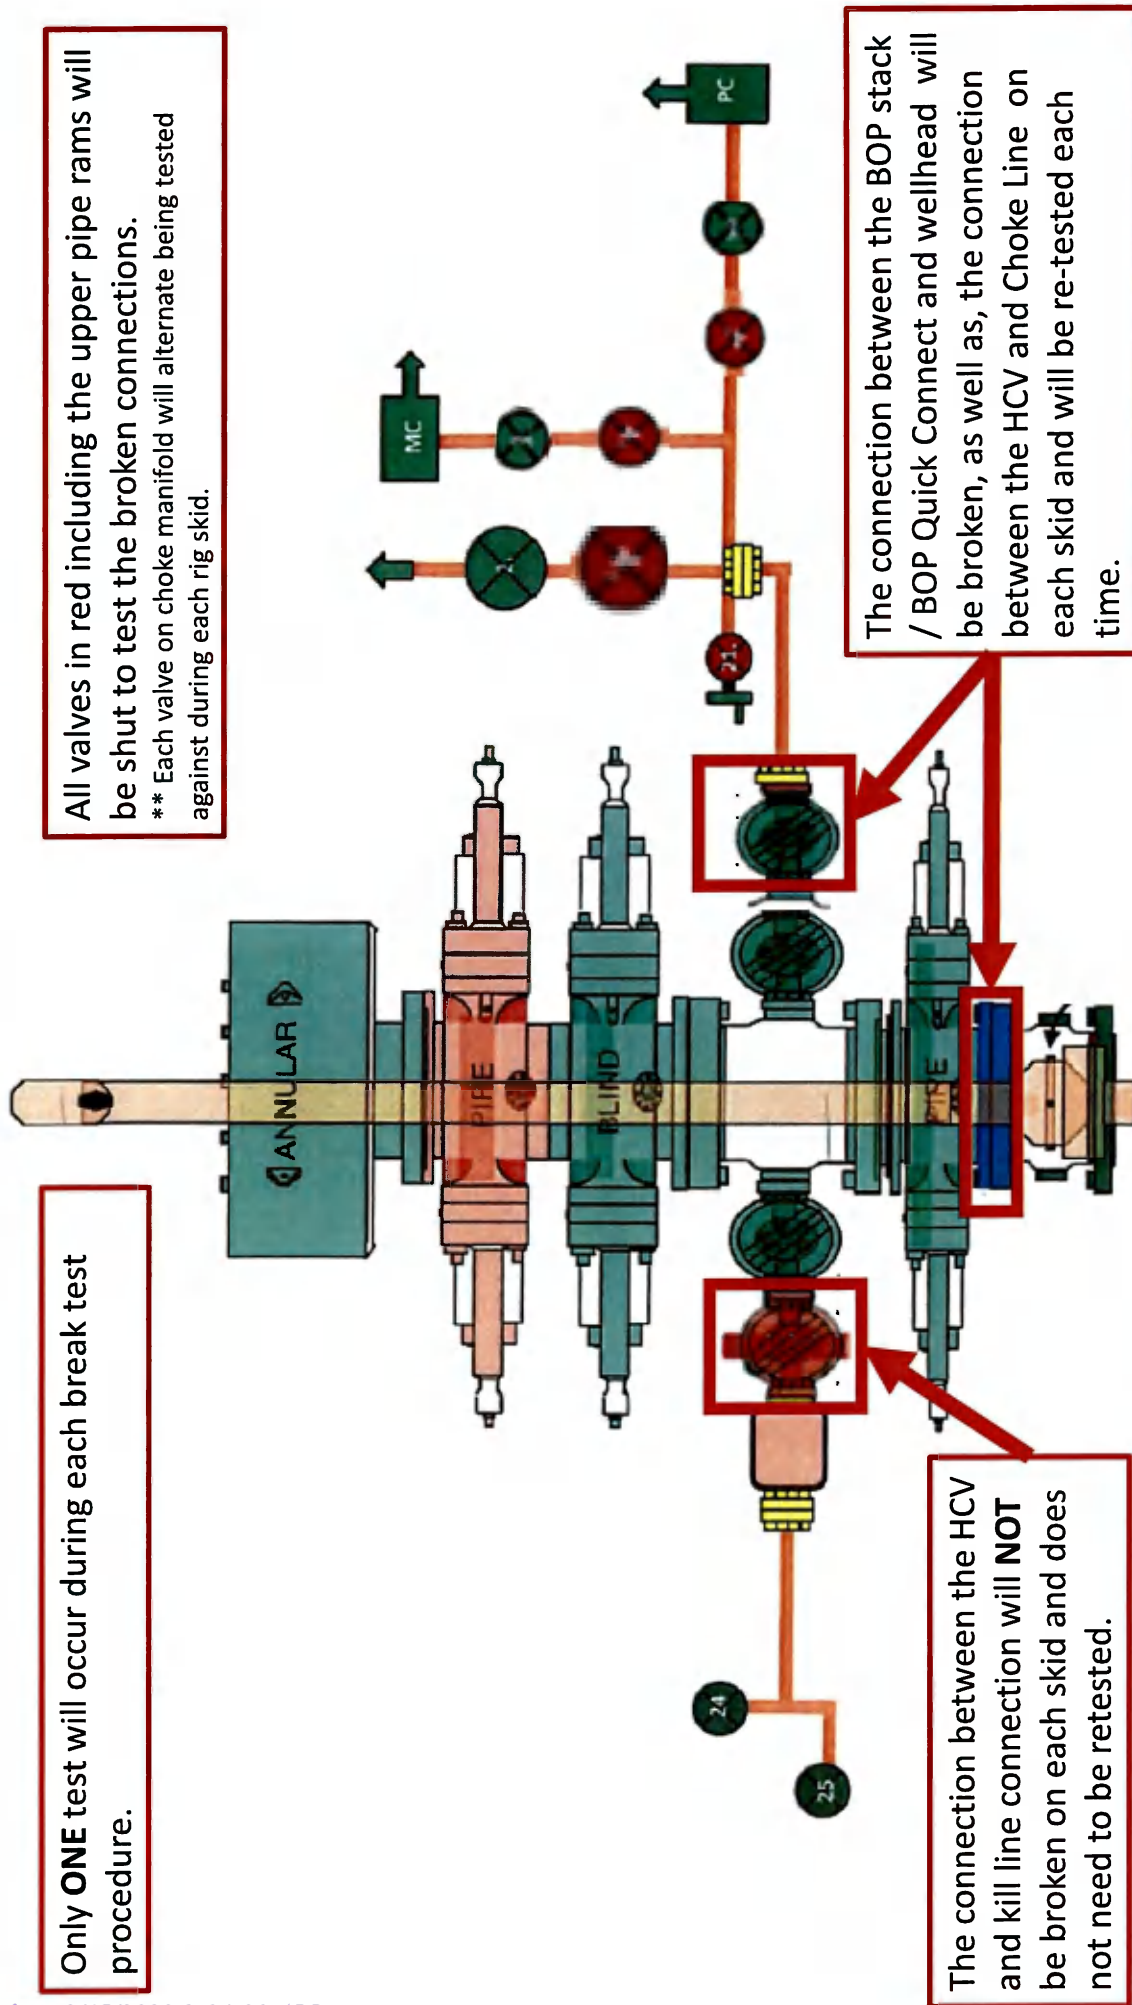 Only ONE test will occur during each break test
procedure.
All valves in red including the upper pipe rams will
be shut to test the broken connections.
** Each valve on choke manifold will alternate being tested
against during each rig skid.
ANNULAR
PIPE
BLIND
PIPE
MC
PC
21.
24
25
The connection between the HCV
and kill line connection will NOT
be broken on each skid and does
not need to be retested.
The connection between the BOP stack
/ BOP Quick Connect and wellhead will
be broken, as well as, the connection
between the HCV and Choke Line on
each skid and will be re-tested each
time.